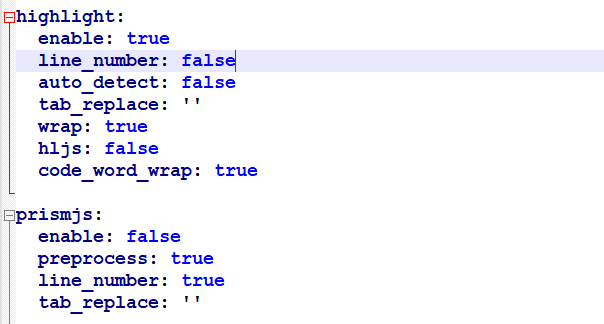 highlight:
  enable: true
  line_number: false
  auto_detect: false
  tab_replace: ''
  wrap: true
  hljs: false
  code_word_wrap: true
prismjs:
  enable: false
  preprocess: true
  line_number: true
  tab_replace: ''